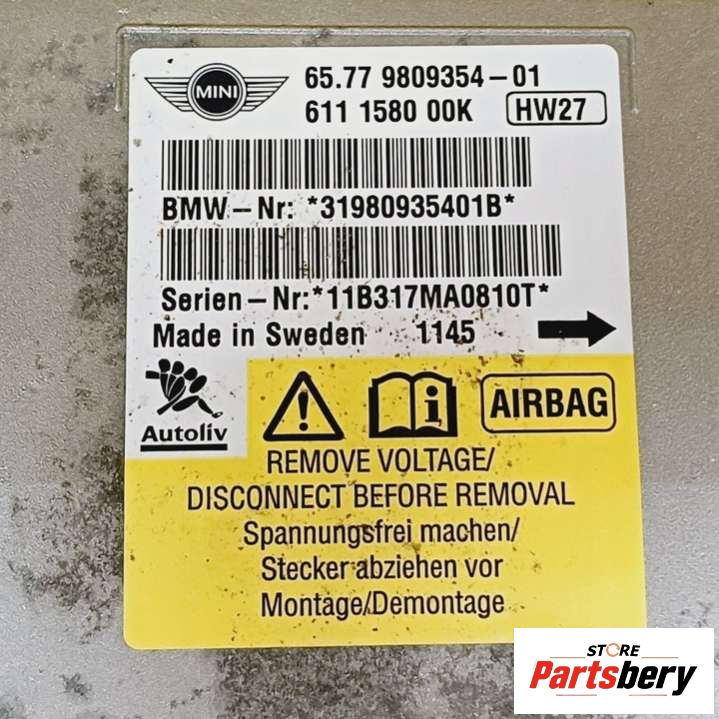 MINI
65.77 9809354-01
611 1580 00K HW27
BMW-Nr: *31980935401B*
Serien-Nr:*11B317MA0810T*
Made in Sweden 1145
Autoliv
AIRBAG
REMOVE VOLTAGE/
DISCONNECT BEFORE REMOVAL
Spannungsfrei machen/
Stecker abziehen vor
Montage/Demontage
STORE
Partsbery